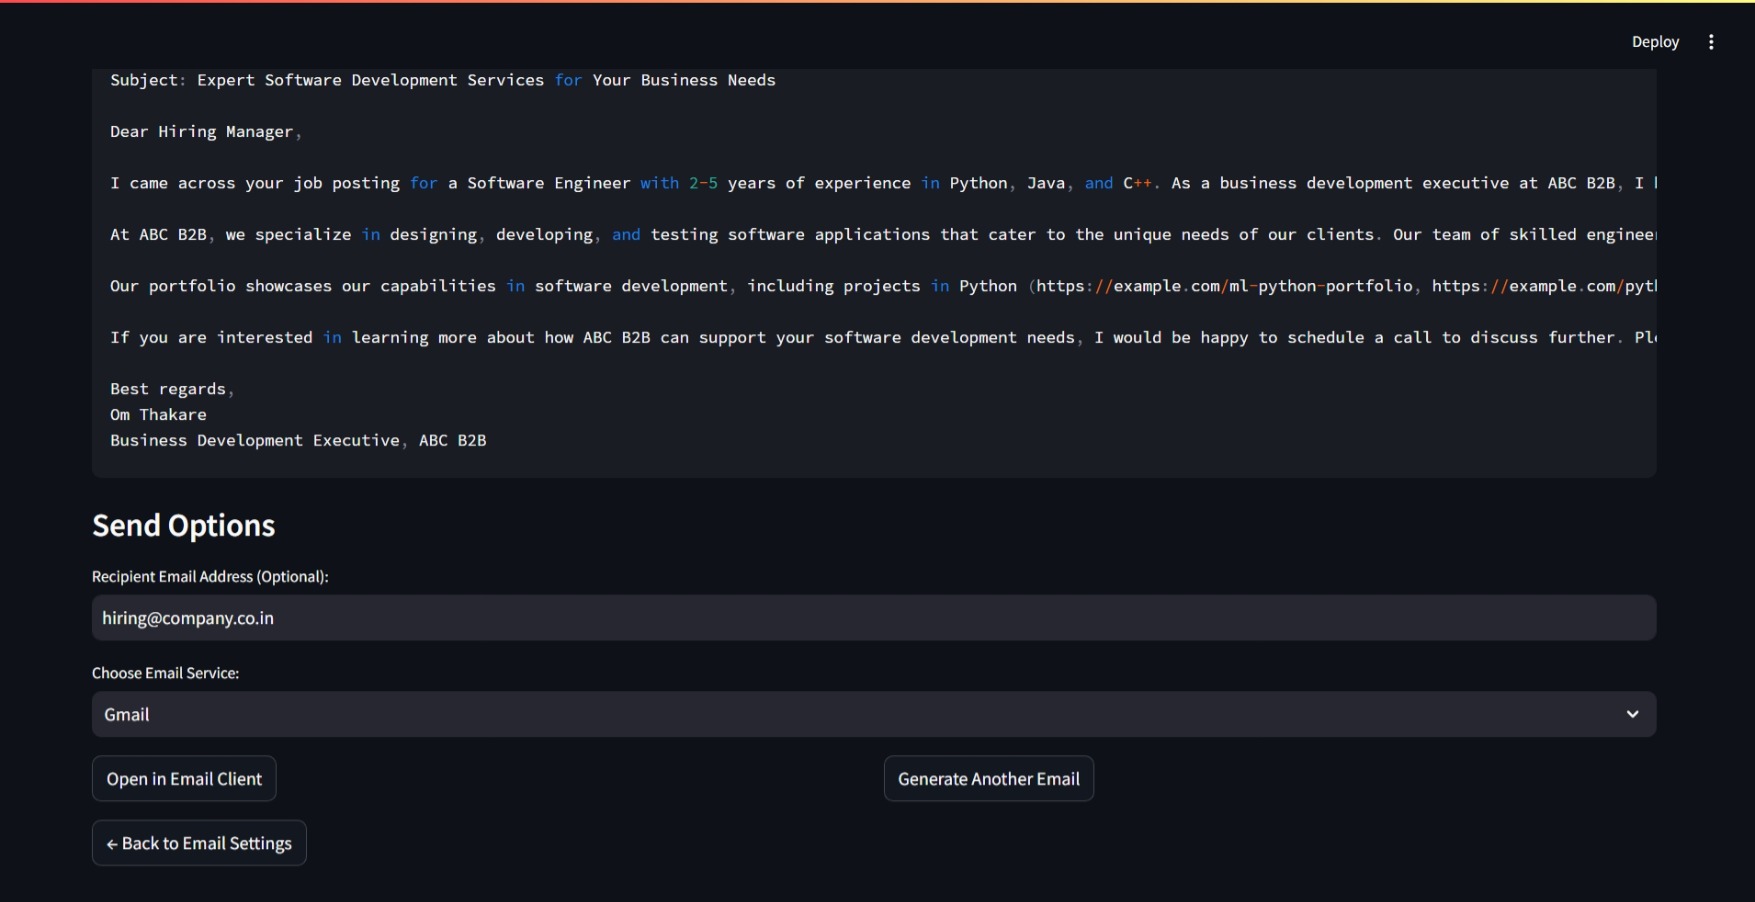 Deploy
Subject: Expert Software Development Services for Your Business Needs
Dear Hiring Manager,
I came across your job posting for a Software Engineer with 2-5 years of experience in Python, Java, and C++. As a business development executive at ABC B2B, I
At ABC B2B, we specialize in designing, developing, and testing software applications that cater to the unique needs of our clients. Our team of skilled
Our portfolio showcases our capabilities in software development, including projects in Python (https://example.com/ml-python-portfolio, https://example.com/pyt
If you are interested in learning more about how ABC B2B can support your software development needs, I would be happy to schedule a call to discuss further.
Best regards,
Om Thakare
Business Development Executive, ABC B2B
Send Options
Recipient Email Address (Optional):
hiring@company.co.in
Choose Email Service:
Gmail
Open in Email Client
Generate Another Email
← Back to Email Settings